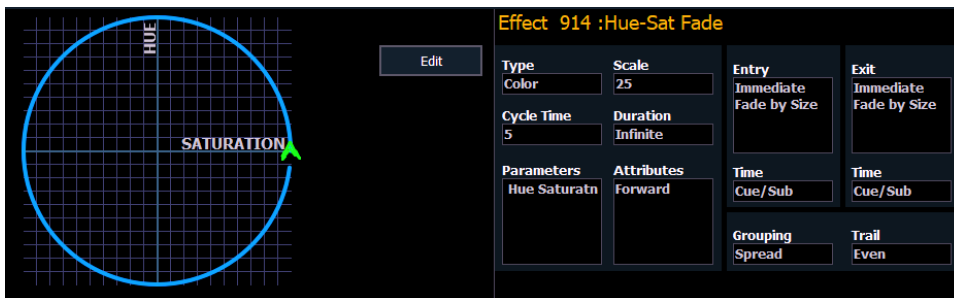 HUE
SATURATION
Edit
Effect 914 :Hue-Sat Fade
Type
Scale
Color
25
Cycle Time
Duration
5
Infinite
Parameters
Attributes
Hue Saturatn
Forward
Entry
Exit
Immediate
Fade by Size
Immediate
Fade by Size
Time
Time
Cue/Sub
Cue/Sub
Grouping
Trail
Spread
Even